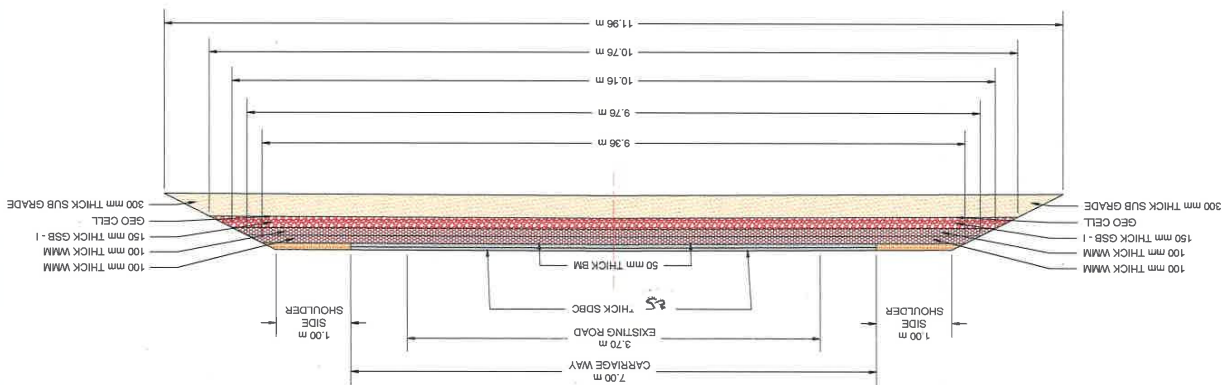 7.00 m
CARRIAGE WAY
3.70 m
EXISTING ROAD
1.00 m
SIDE
SHOULDER
1.00 m
SIDE
SHOULDER
25 THICK SDBC
50 mm THICK BM
100 mm THICK WMM
100 mm THICK WMM
150 mm THICK GSB - I
GEO CELL
300 mm THICK SUB GRADE
100 mm THICK WMM
100 mm THICK WMM
150 mm THICK GSB - I
GEO CELL
300 mm THICK SUB GRADE
9.36 m
9.76 m
10.16 m
10.76 m
11.96 m